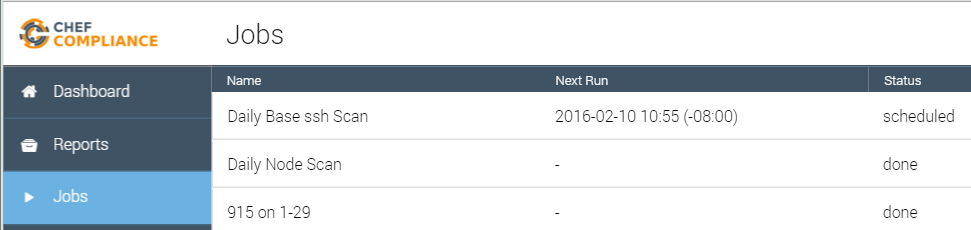 CHEF
COMPLIANCE
Jobs
Name Next Run Status
Dashboard
Daily Base ssh Scan 2016-02-10 10:55 (-08:00) scheduled
Reports
Daily Node Scan - done
Jobs
915 on 1-29 - done